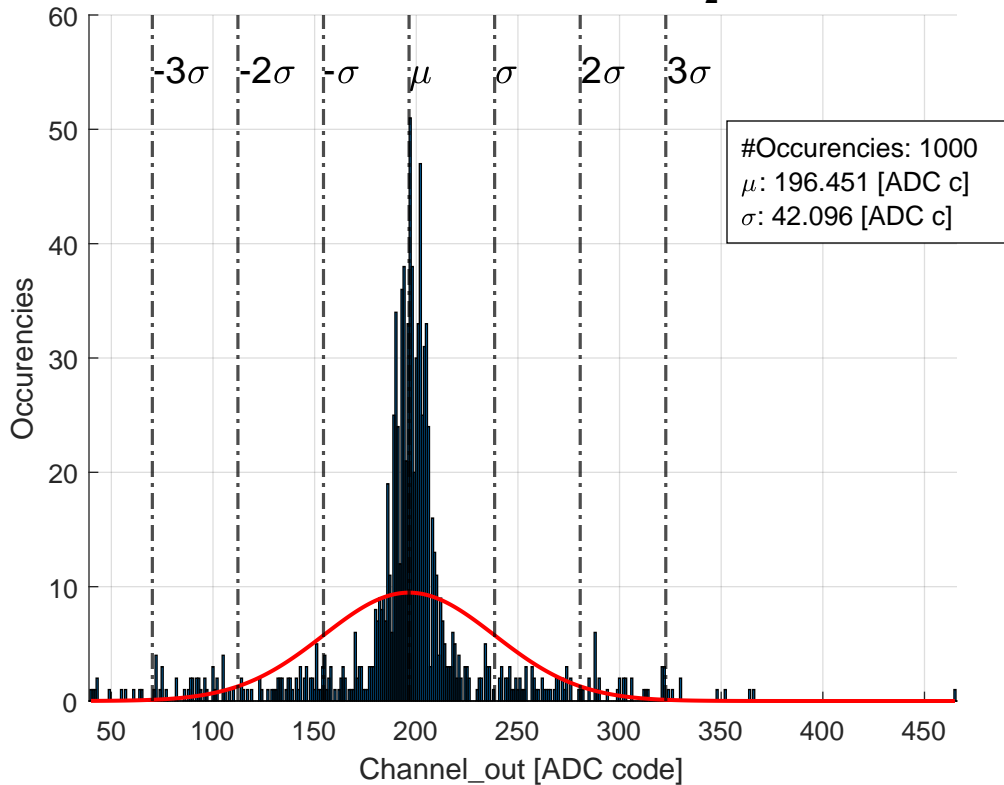 2
60
-3σ -2σ -σ μ σ 2σ 3σ
50
#Occurencies: 1000
μ: 196.451 [ADC c]
σ: 42.096 [ADC c]
40
Occurencies
30
20
10
0
50 100 150 200 250 300 350 400 450
Channel_out [ADC code]